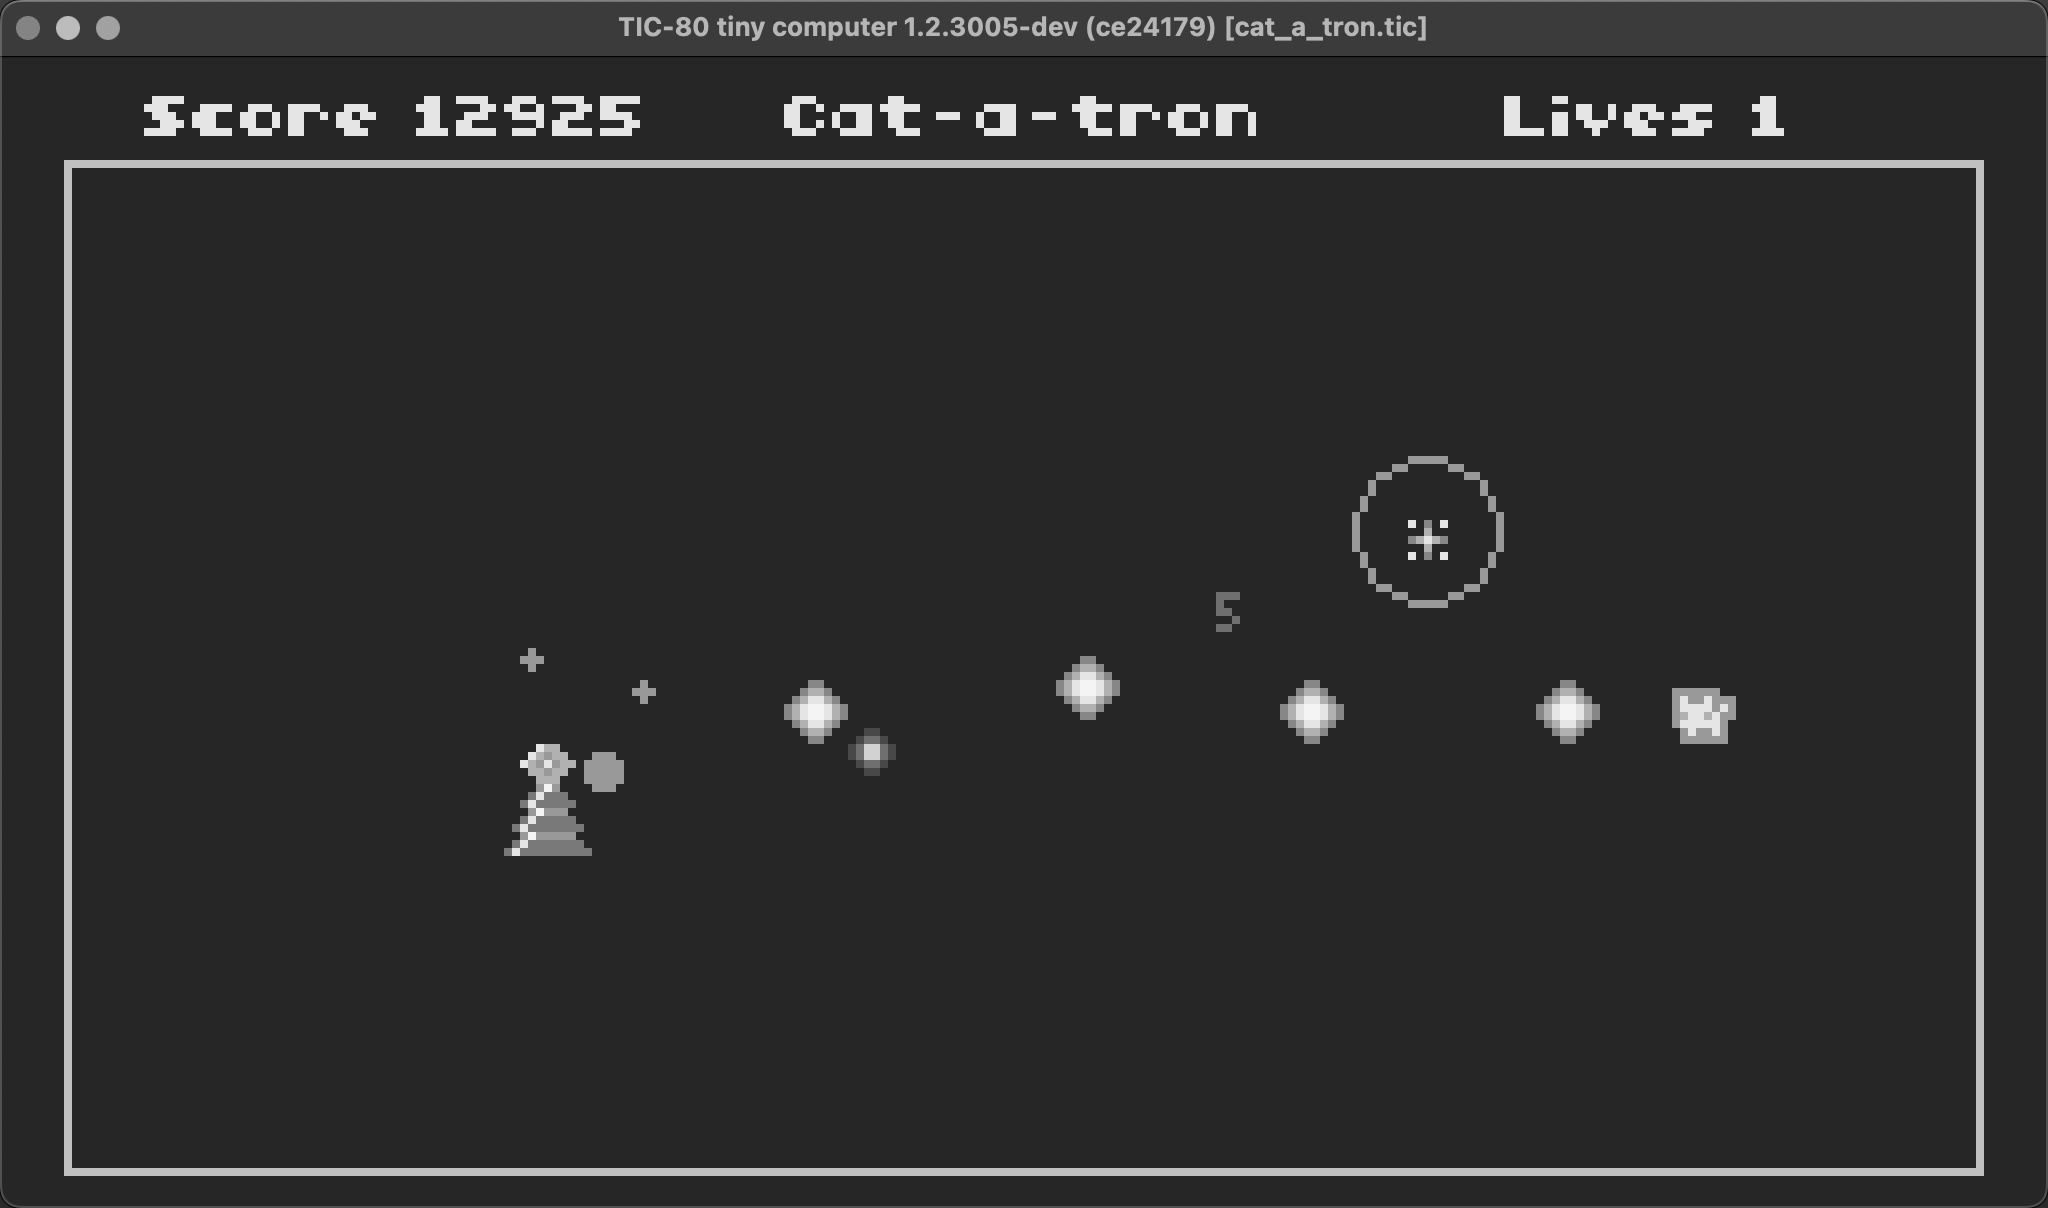 TIC-80 tiny computer 1.2.3005-dev (ce24179) [cat_a_tron.tic]
Score 12925 Cat-a-tron Lives 1
5